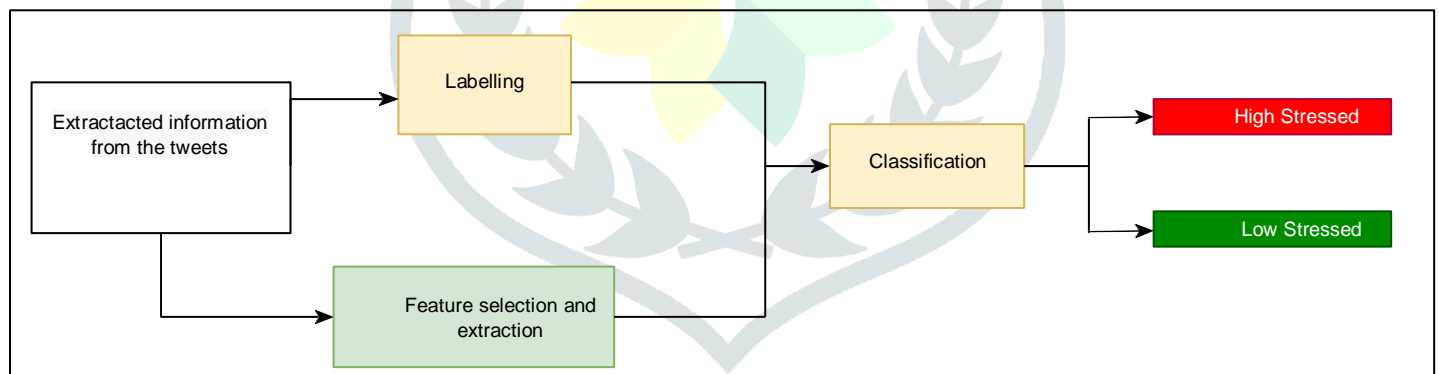 Labelling
Extractacted information
from the tweets
High Stressed
Classification
Low Stressed
Feature selection and
extraction